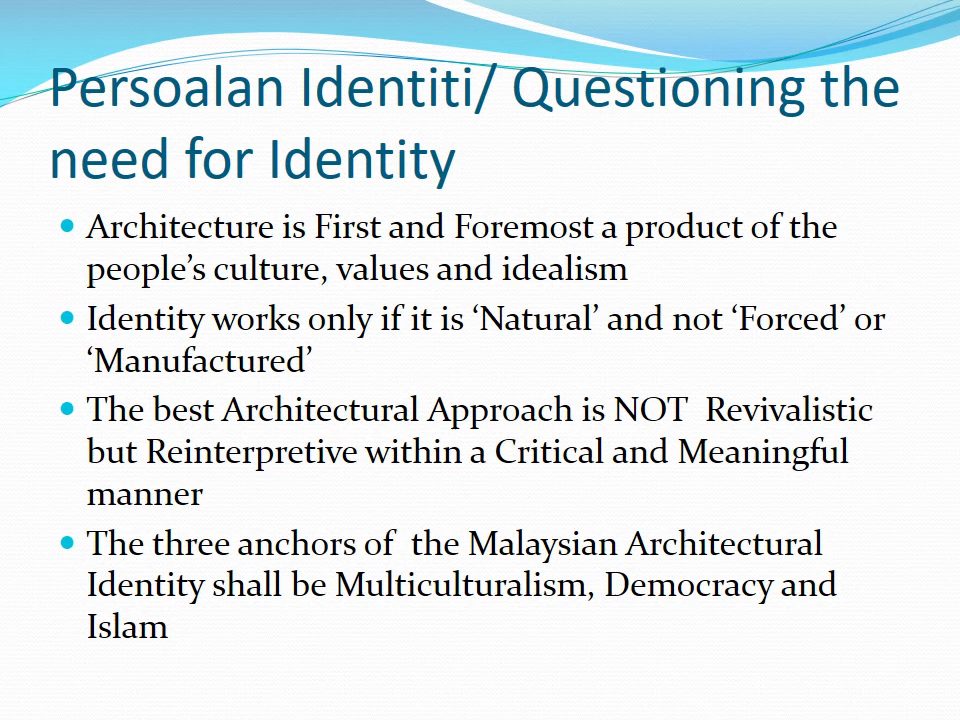 Persoalan Identiti/ Questioning the
need for Identity
Architecture is First and Foremost a product of the
people’s culture, values and idealism
Identity works only if it is ‘Natural’ and not ‘Forced’ or
‘Manufactured’
The best Architectural Approach is NOT  Revivalistic
but Reinterpretive within a Critical and Meaningful
manner
The three anchors of  the Malaysian Architectural
Identity shall be Multiculturalism, Democracy and
Islam